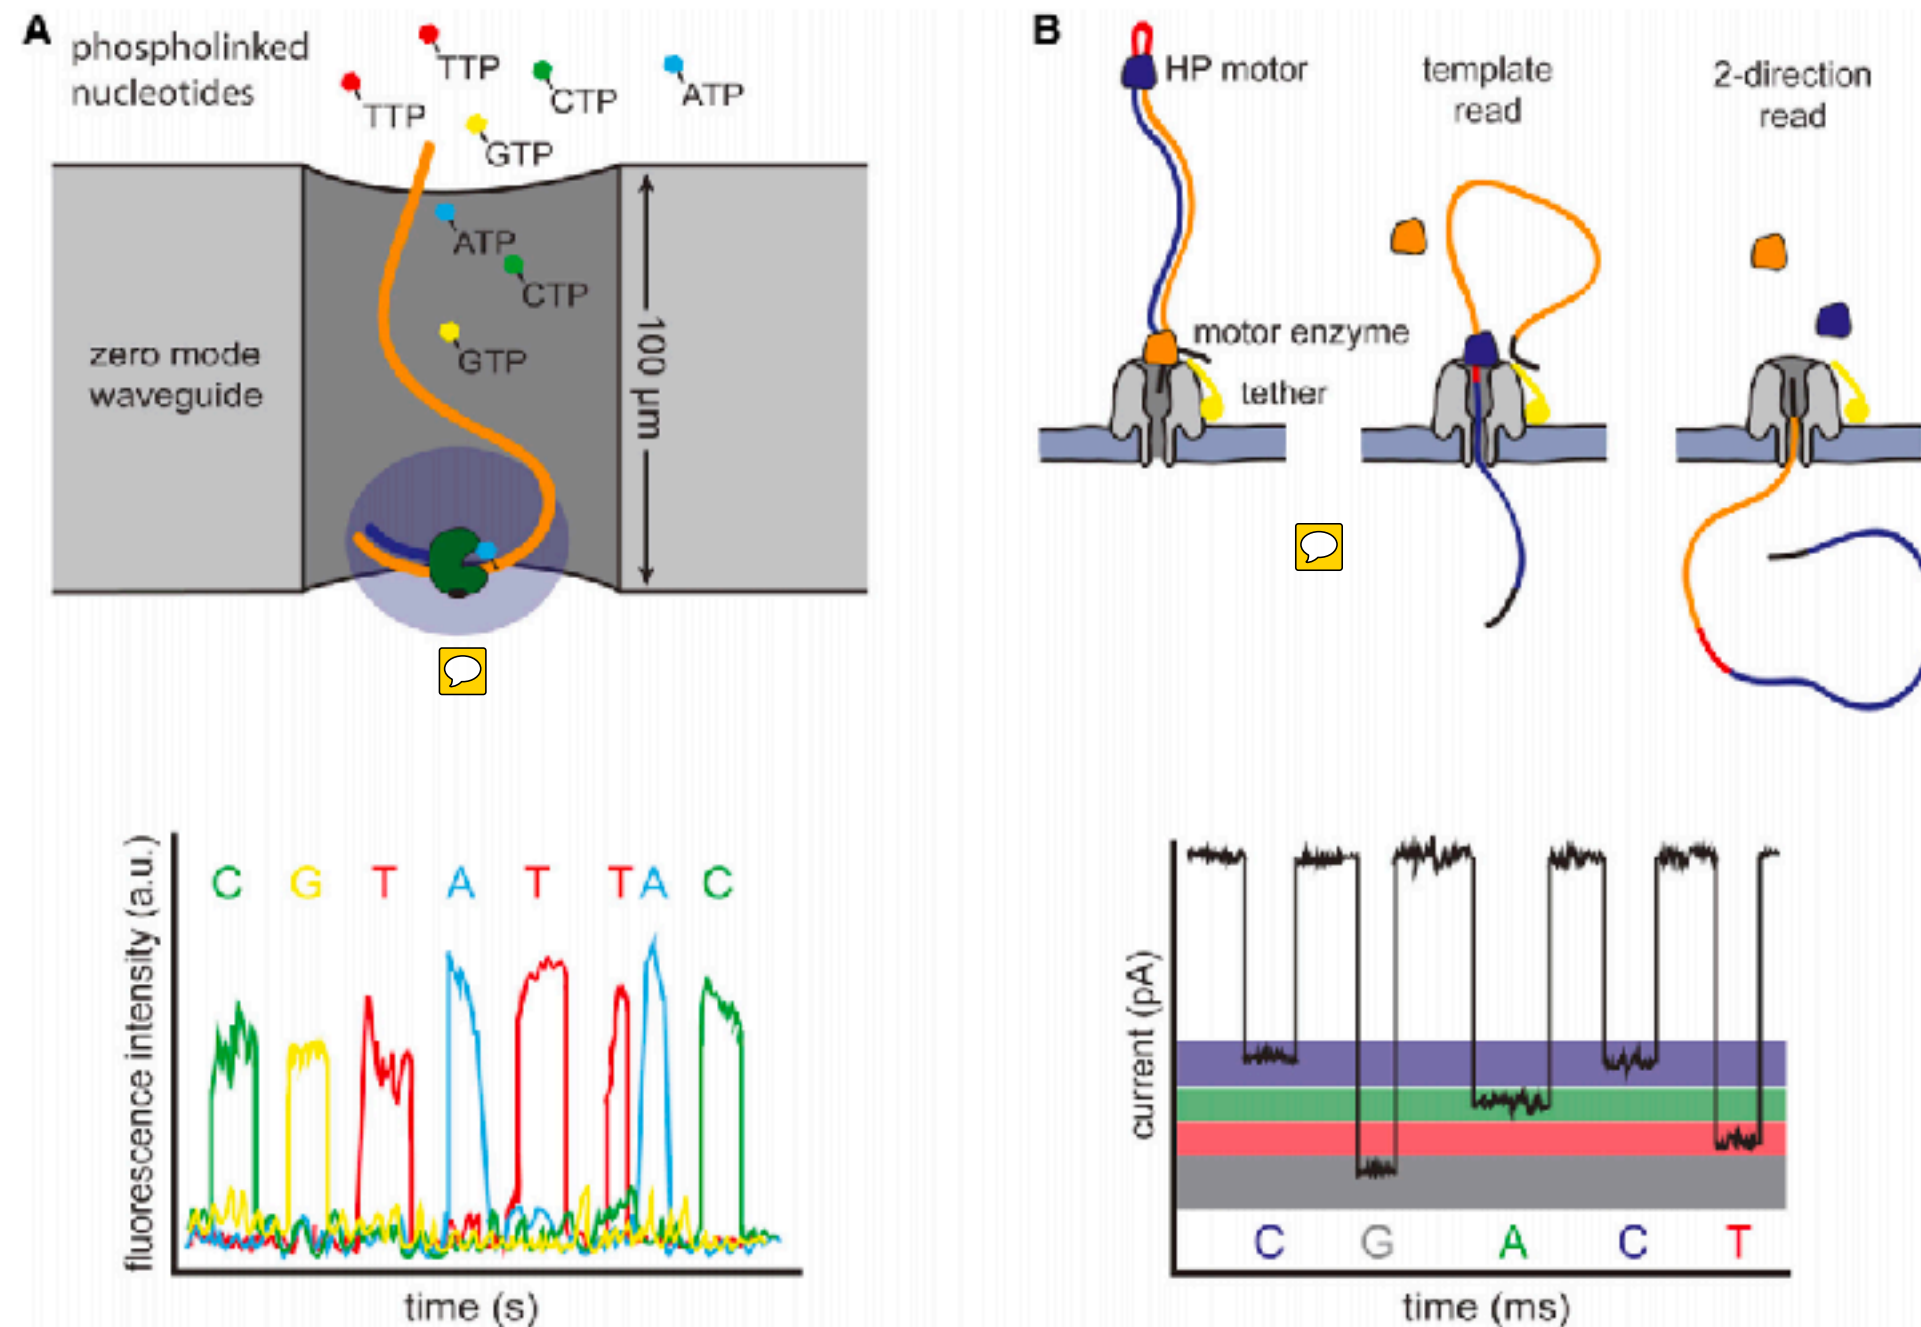 A
phospholinked
nucleotides
TTP
TTP
CTP
GTP
ATP
ATP
CTP
GTP
zero mode
waveguide
100 µm
fluorescence intensity (a.u.)
C G T A T T A C
time (s)
B
HP motor
template
read
2-direction
read
motor enzyme
tether
current (pA)
C G A C T
time (ms)